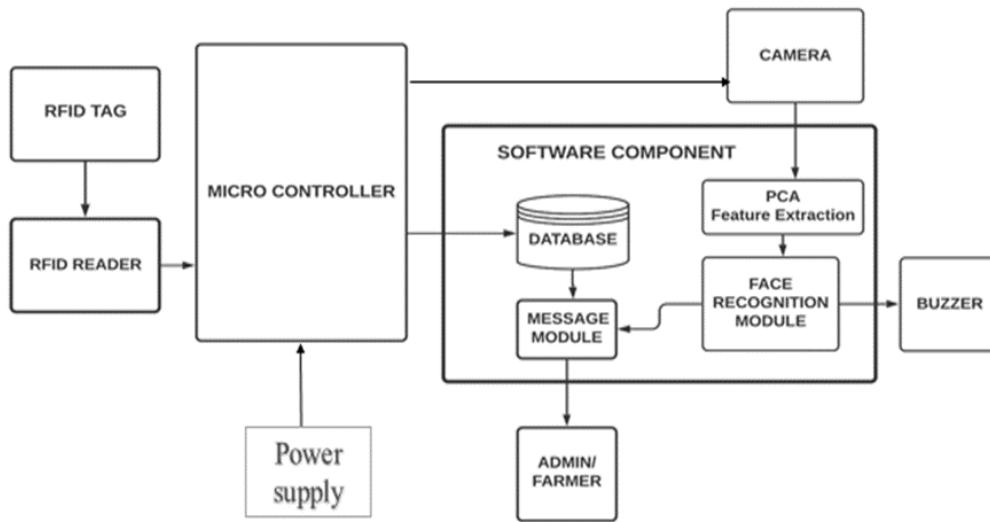 CAMERA
RFID TAG
SOFTWARE COMPONENT
MICRO CONTROLLER
PCA
Feature Extraction
DATABASE
RFID READER
FACE
RECOGNITION
MODULE
BUZZER
MESSAGE
MODULE
Power
supply
ADMIN/
FARMER